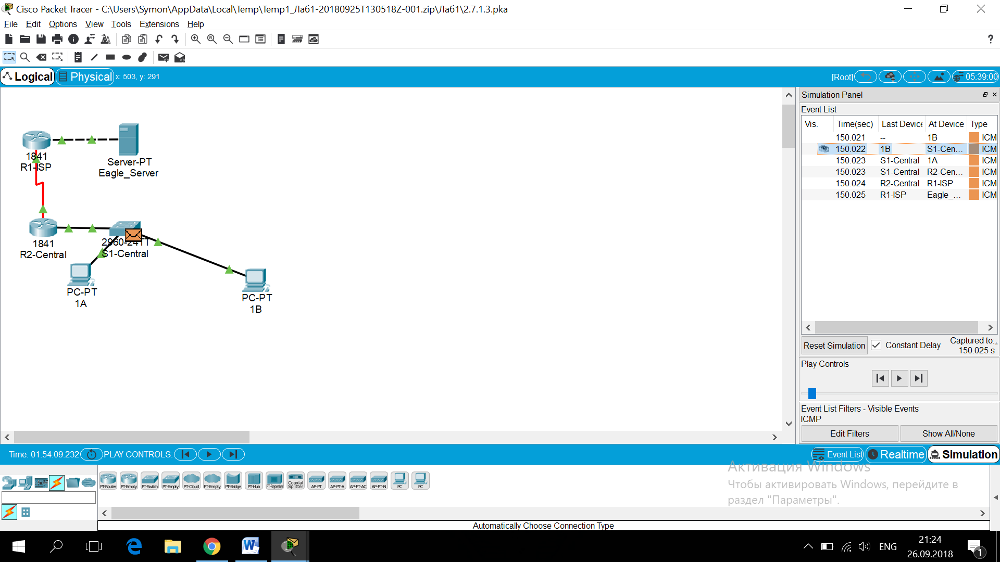 Cisco Packet Tracer - C:\Users\Symon\AppData\Local\Temp\Temp1_Ла61-20180925T130518Z-001.zip\Ла61\2.7.1.3.pka
File Edit Options View Tools Extensions Help
?
Logical Physical x: 503, y: 291 [Root] 05:39:00
1841
R1-ISP
Server-PT
Eagle_Server
1841
R2-Central
2960-24TT
S1-Central
PC-PT
1A
PC-PT
1B
Simulation Panel
Event List
Vis. Time(sec) Last Device At Device Type
150.021 -- 1B ICM
150.022 1B S1-Cen... ICM
150.023 S1-Central 1A ICM
150.023 S1-Central R2-Cen... ICM
150.024 R2-Central R1-ISP ICM
150.025 R1-ISP Eagle_... ICM
Reset Simulation Constant Delay Captured to:*
150.025 s
Play Controls
Event List Filters - Visible Events
ICMP
Edit Filters Show All/None
Time: 01:54:09.232 PLAY CONTROLS: Event List Realtime Simulation
PT-Router PT-Empty PT-Switch PT-Empty PT-Cloud PT-Empty PT-Bridge PT-Hub PT-Repeater Coaxial Splitter AP-PT AP-PT-A AP-PT-AC AP-PT-N PC PC
Активация Windows
Чтобы активировать Windows, перейдите в
раздел "Параметры".
Automatically Choose Connection Type
ENG
21:24
26.09.2018
1